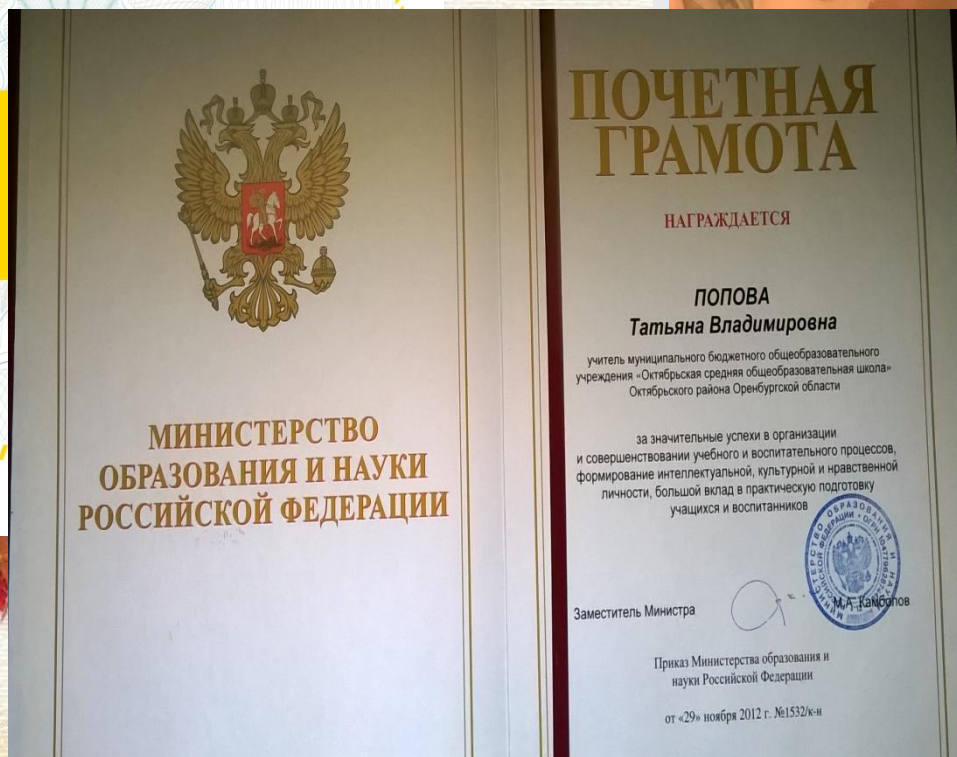 МИНИСТЕРСТВО
ОБРАЗОВАНИЯ И НАУКИ
РОССИЙСКОЙ ФЕДЕРАЦИИ
ПОЧЕТНАЯ
ГРАМОТА
НАГРАЖДАЕТСЯ
ПОПОВА
Татьяна Владимировна
учитель муниципального бюджетного общеобразовательного
учреждения «Октябрьская средняя общеобразовательная школа»
Октябрьского района Оренбургской области
за значительные успехи в организации
и совершенствовании учебного и воспитательного процессов,
формирование интеллектуальной, культурной и нравственной
личности, большой вклад в практическую подготовку
учащихся и воспитанников
Заместитель Министра
М.А. Камболов
Приказ Министерства образования и
науки Российской Федерации
от «29» ноября 2012 г. №1532/к-н